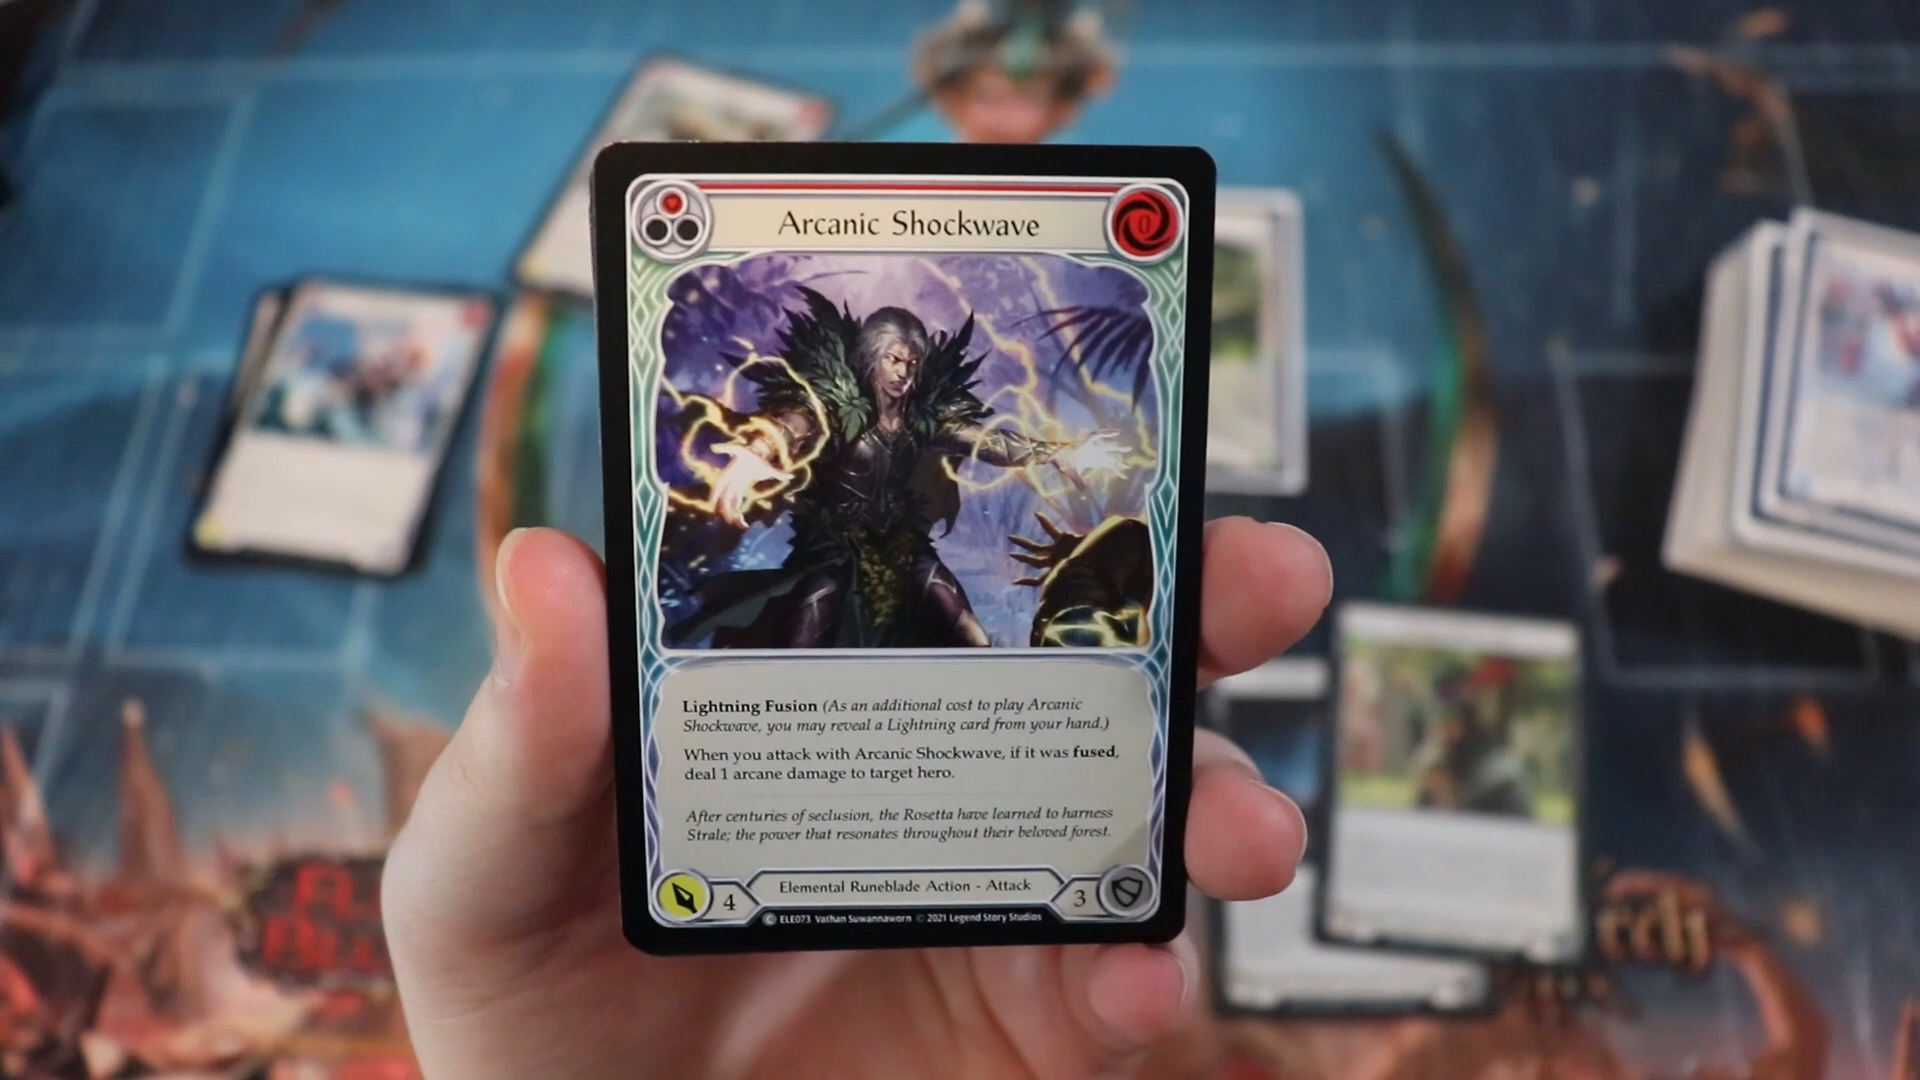 Arcanic Shockwave
0
Lightning Fusion (As an additional cost to play Arcanic
Shockwave, you may reveal a Lightning card from your hand.)
When you attack with Arcanic Shockwave, if it was fused,
deal 1 arcane damage to target hero.
After centuries of seclusion, the Rosetta have learned to harness
Strale; the power that resonates throughout their beloved forest.
4
Elemental Runeblade Action - Attack
3
C ELE073 Vathan Suwannaworn © 2021 Legend Story Studios